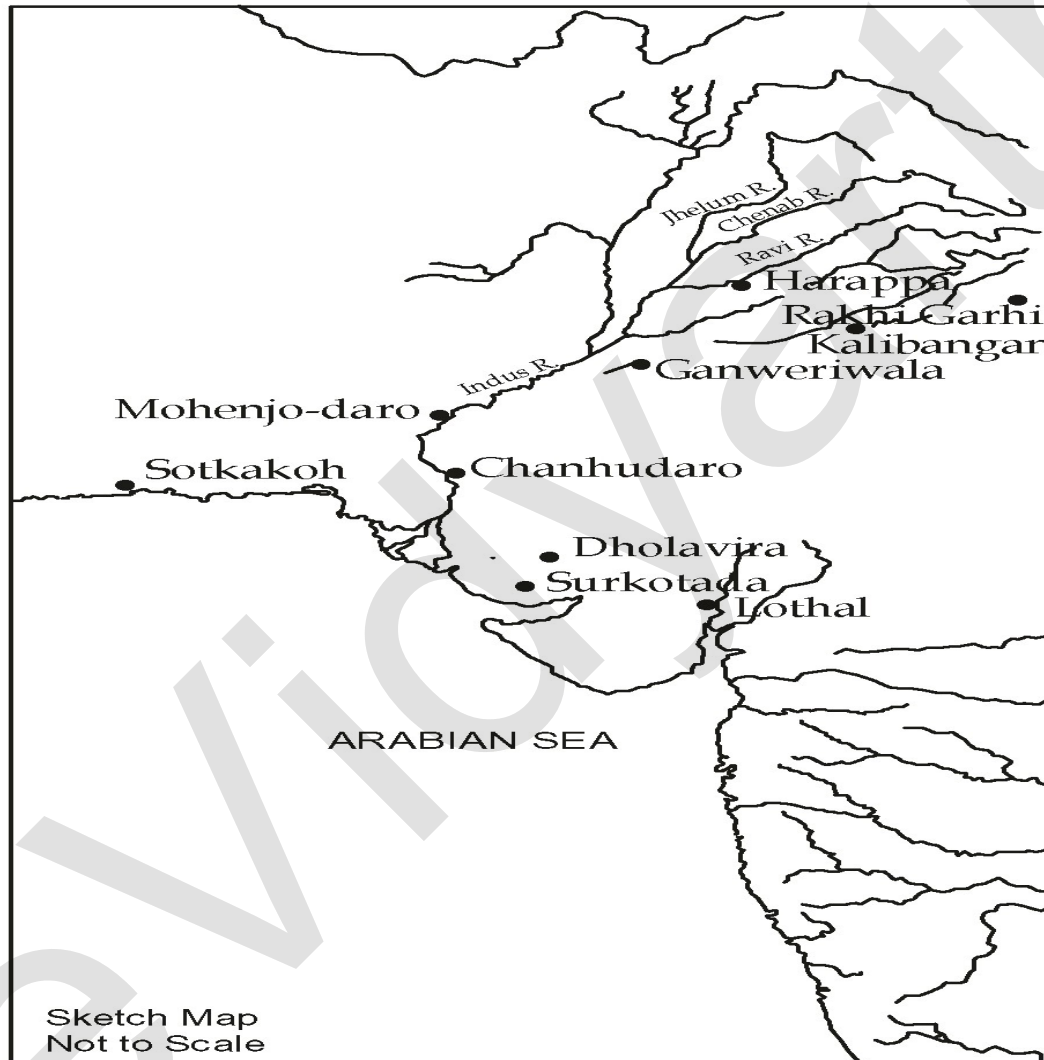 Jhelum R.
Chenab R.
Ravi R.
Harappa
Rakhi Garhi
Kalibangan
Ganweriwala
Indus R.
Mohenjo-daro
Sotkakoh
Chanhudaro
Dholavira
Surkotada
Lothal
ARABIAN SEA
Sketch Map
Not to Scale